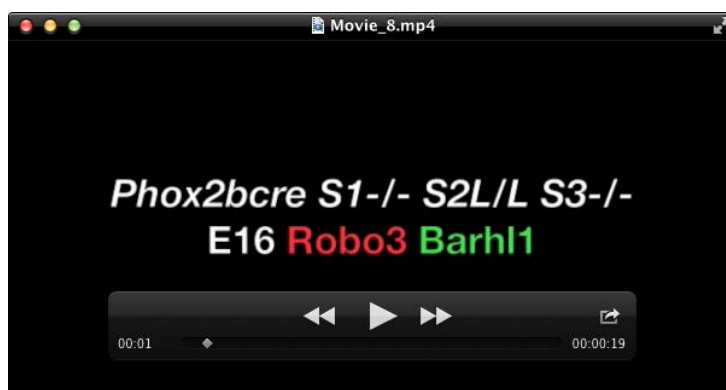 Movie_8.mp4
Phox2bcre S1-/- S2L/L S3-/-
E16 Robo3 Barhl1
00:01 00:00:19